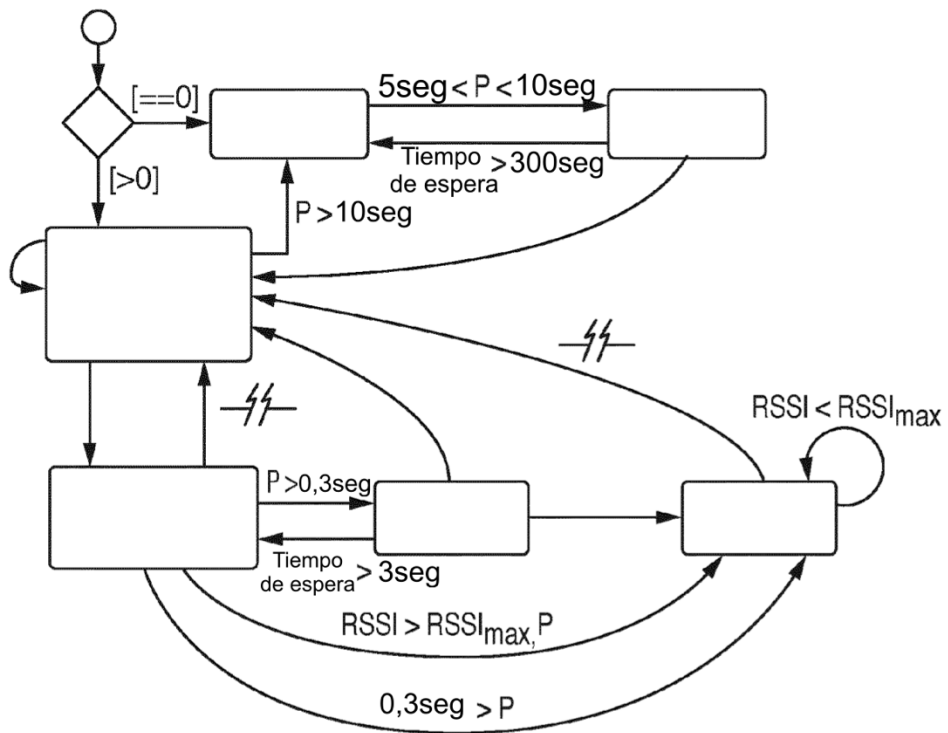 [==0]
5seg < P < 10seg
Tiempo
de espera > 300seg
[>0]
P > 10seg
RSSI < RSSImax
P >0,3seg
Tiempo
de espera > 3seg
RSSI > RSSImax, P
0,3seg > P